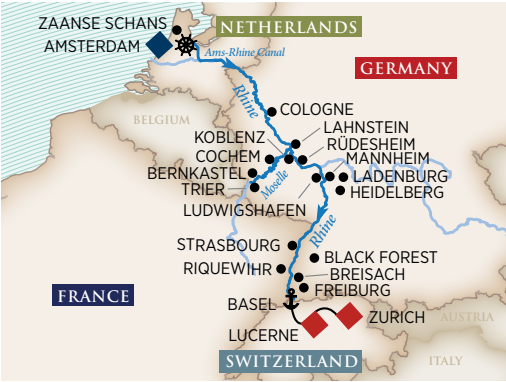 ZAANSE SCHANS
NETHERLANDS
AMSTERDAM
Ams-Rhine Canal
GERMANY
Rhine
COLOGNE
BELGIUM
LAHNSTEIN
KOBLENZ
RÜDESHEIM
COCHEM
MANNHEIM
BERNKASTEL
LADENBURG
TRIER
Moselle
HEIDELBERG
LUDWIGSHAFEN
Rhine
STRASBOURG
BLACK FOREST
RIQUEWIHR
BREISACH
FREIBURG
FRANCE
BASEL
ZURICH
AUSTRIA
LUCERNE
SWITZERLAND
ITALY